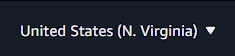 United States (N. Virginia) ▼